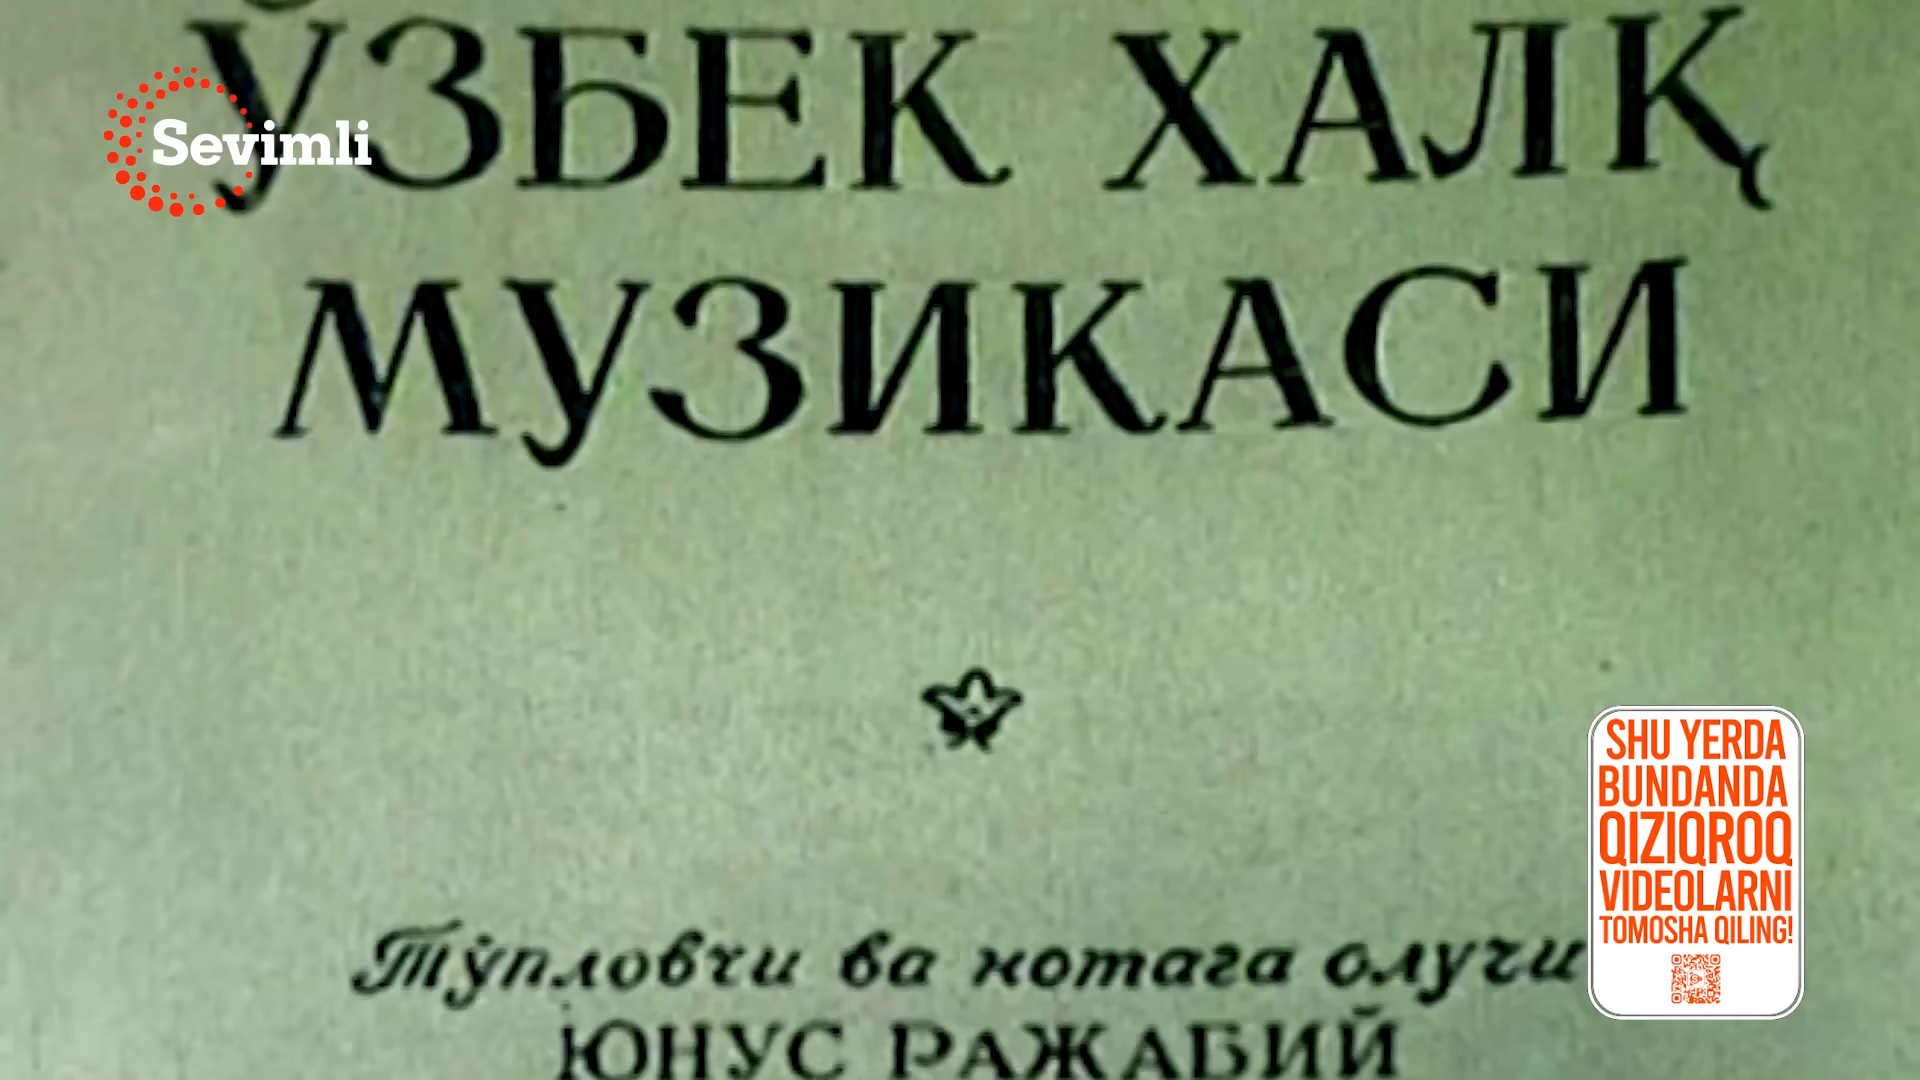 ЎЗБЕК ХАЛҚ
Sevimli
МУЗИКАСИ
SHU YERDA
BUNDANDA
QIZIQROQ
VIDEOLARNI
TOMOSHA QILING!
Тўпловчи ва нотага олучи
ЮНУС РАЖАБИЙ